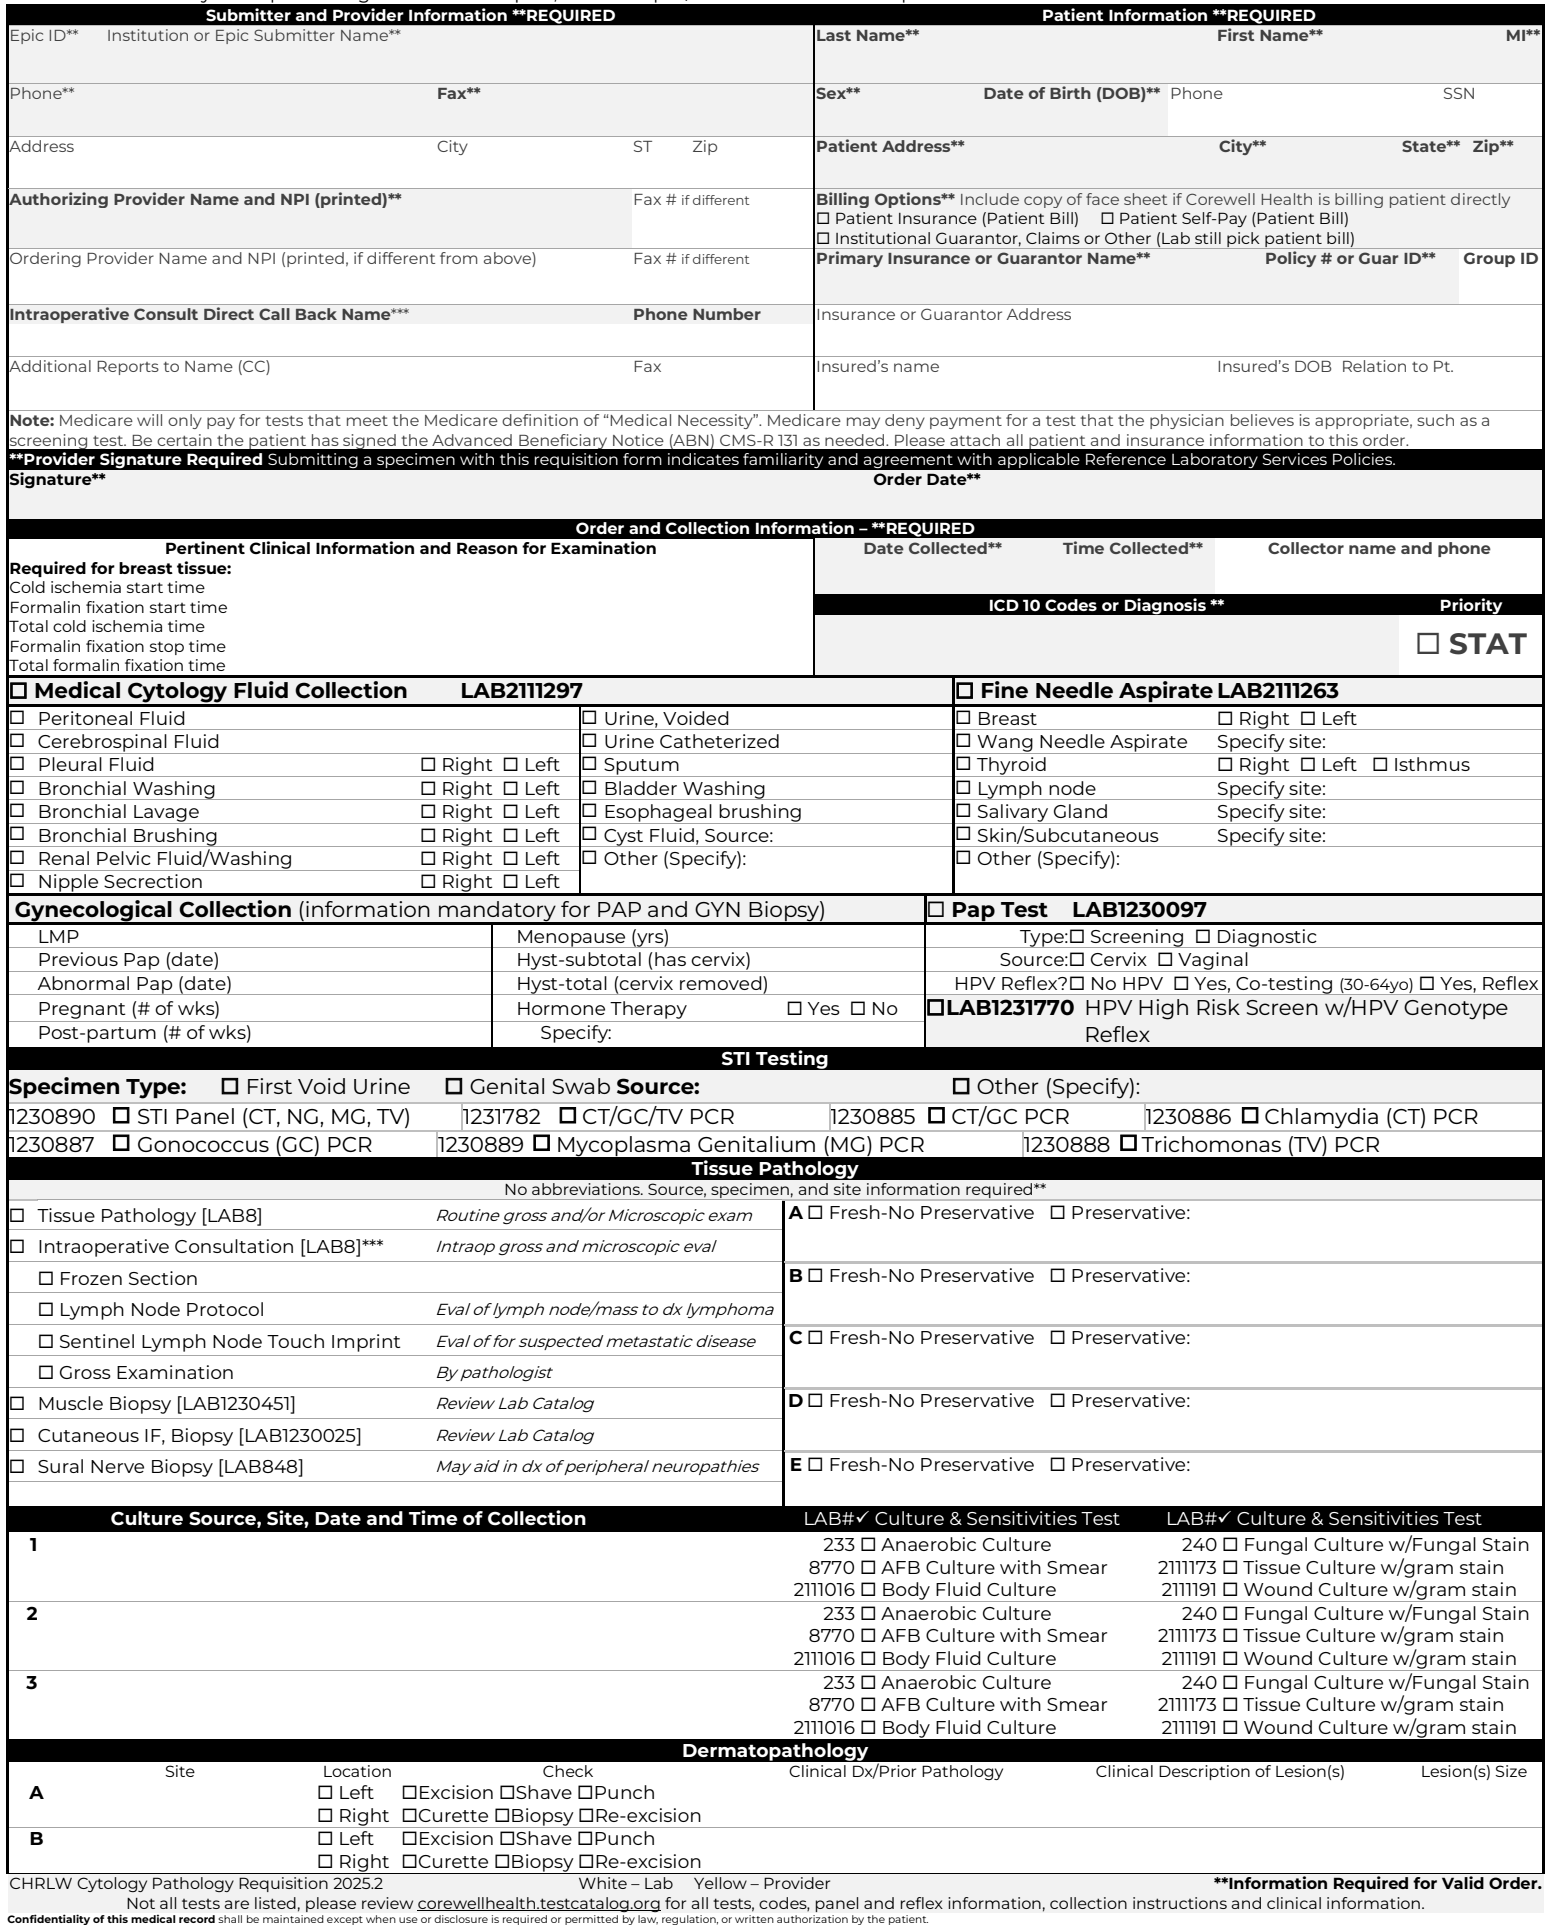 Submitter and Provider Information **REQUIRED Patient Information **REQUIRED
Epic ID** Institution or Epic Submitter Name** Last Name** First Name** MI**
Phone** Fax** Sex** Date of Birth (DOB)** Phone SSN
Address City ST Zip Patient Address** City** State** Zip**
Authorizing Provider Name and NPI (printed)** Fax # if different Billing Options** Include copy of face sheet if Corewell Health is billing patient directly
☐ Patient Insurance (Patient Bill) ☐ Patient Self-Pay (Patient Bill)
☐ Institutional Guarantor, Claims or Other (Lab still pick patient bill)
Ordering Provider Name and NPI (printed, if different from above) Fax # if different Primary Insurance or Guarantor Name** Policy # or Guar ID** Group ID
Intraoperative Consult Direct Call Back Name*** Phone Number Insurance or Guarantor Address
Additional Reports to Name (CC) Fax Insured’s name Insured’s DOB Relation to Pt.
Note: Medicare will only pay for tests that meet the Medicare definition of “Medical Necessity”. Medicare may deny payment for a test that the physician believes is appropriate, such as a
screening test. Be certain the patient has signed the Advanced Beneficiary Notice (ABN) CMS-R 131 as needed. Please attach all patient and insurance information to this order.
**Provider Signature Required Submitting a specimen with this requisition form indicates familiarity and agreement with applicable Reference Laboratory Services Policies.
Signature** Order Date**
Order and Collection Information – **REQUIRED
Pertinent Clinical Information and Reason for Examination Date Collected** Time Collected** Collector name and phone
Required for breast tissue:
Cold ischemia start time
Formalin fixation start time ICD 10 Codes or Diagnosis ** Priority
Total cold ischemia time
Formalin fixation stop time ☐ STAT
Total formalin fixation time
☐ Medical Cytology Fluid Collection LAB2111297 ☐ Fine Needle Aspirate LAB2111263
☐ Peritoneal Fluid ☐ Urine, Voided ☐ Breast ☐ Right ☐ Left
☐ Cerebrospinal Fluid ☐ Urine Catheterized ☐ Wang Needle Aspirate Specify site:
☐ Pleural Fluid ☐ Right ☐ Left ☐ Sputum ☐ Thyroid ☐ Right ☐ Left ☐ Isthmus
☐ Bronchial Washing ☐ Right ☐ Left ☐ Bladder Washing ☐ Lymph node Specify site:
☐ Bronchial Lavage ☐ Right ☐ Left ☐ Esophageal brushing ☐ Salivary Gland Specify site:
☐ Bronchial Brushing ☐ Right ☐ Left ☐ Cyst Fluid, Source: ☐ Skin/Subcutaneous Specify site:
☐ Renal Pelvic Fluid/Washing ☐ Right ☐ Left ☐ Other (Specify): ☐ Other (Specify):
☐ Nipple Secretion ☐ Right ☐ Left
Gynecological Collection (information mandatory for PAP and GYN Biopsy) ☐ Pap Test LAB1230097
LMP Menopause (yrs) Type:☐ Screening ☐ Diagnostic
Previous Pap (date) Hyst-subtotal (has cervix) Source:☐ Cervix ☐ Vaginal
Abnormal Pap (date) Hyst-total (cervix removed) HPV Reflex?☐ No HPV ☐ Yes, Co-testing (30-64yo) ☐ Yes, Reflex
Pregnant (# of wks) Hormone Therapy ☐ Yes ☐ No ☐LAB1231770 HPV High Risk Screen w/HPV Genotype
Post-partum (# of wks) Specify: Reflex
STI Testing
Specimen Type: ☐ First Void Urine ☐ Genital Swab Source: ☐ Other (Specify):
1230890 ☐ STI Panel (CT, NG, MG, TV) 1231782 ☐ CT/GC/TV PCR 1230885 ☐ CT/GC PCR 1230886 ☐ Chlamydia (CT) PCR
1230887 ☐ Gonococcus (GC) PCR 1230889 ☐ Mycoplasma Genitalium (MG) PCR 1230888 ☐ Trichomonas (TV) PCR
Tissue Pathology
No abbreviations. Source, specimen, and site information required**
☐ Tissue Pathology [LAB8] Routine gross and/or Microscopic exam A ☐ Fresh-No Preservative ☐ Preservative:
☐ Intraoperative Consultation [LAB8]*** Intraop gross and microscopic eval
☐ Frozen Section B ☐ Fresh-No Preservative ☐ Preservative:
☐ Lymph Node Protocol Eval of lymph node/mass to dx lymphoma
☐ Sentinel Lymph Node Touch Imprint Eval of for suspected metastatic disease C ☐ Fresh-No Preservative ☐ Preservative:
☐ Gross Examination By pathologist
☐ Muscle Biopsy [LAB1230451] Review Lab Catalog D ☐ Fresh-No Preservative ☐ Preservative:
☐ Cutaneous IF, Biopsy [LAB1230025] Review Lab Catalog
☐ Sural Nerve Biopsy [LAB848] May aid in dx of peripheral neuropathies E ☐ Fresh-No Preservative ☐ Preservative:
Culture Source, Site, Date and Time of Collection LAB#✓ Culture & Sensitivities Test LAB#✓ Culture & Sensitivities Test
1 233 ☐ Anaerobic Culture 240 ☐ Fungal Culture w/Fungal Stain
8770 ☐ AFB Culture with Smear 2111173 ☐ Tissue Culture w/gram stain
2111016 ☐ Body Fluid Culture 2111191 ☐ Wound Culture w/gram stain
2 233 ☐ Anaerobic Culture 240 ☐ Fungal Culture w/Fungal Stain
8770 ☐ AFB Culture with Smear 2111173 ☐ Tissue Culture w/gram stain
2111016 ☐ Body Fluid Culture 2111191 ☐ Wound Culture w/gram stain
3 233 ☐ Anaerobic Culture 240 ☐ Fungal Culture w/Fungal Stain
8770 ☐ AFB Culture with Smear 2111173 ☐ Tissue Culture w/gram stain
2111016 ☐ Body Fluid Culture 2111191 ☐ Wound Culture w/gram stain
Dermatopathology
Site Location Check Clinical Dx/Prior Pathology Clinical Description of Lesion(s) Lesion(s) Size
A ☐ Left ☐Excision ☐Shave ☐Punch
☐ Right ☐Curette ☐Biopsy ☐Re-excision
B ☐ Left ☐Excision ☐Shave ☐Punch
☐ Right ☐Curette ☐Biopsy ☐Re-excision
CHRLW Cytology Pathology Requisition 2025.2 White – Lab Yellow – Provider **Information Required for Valid Order.
Not all tests are listed, please review corewellhealth.testcatalog.org for all tests, codes, panel and reflex information, collection instructions and clinical information.
Confidentiality of this medical record shall be maintained except when use or disclosure is required or permitted by law, regulation, or written authorization by the patient.